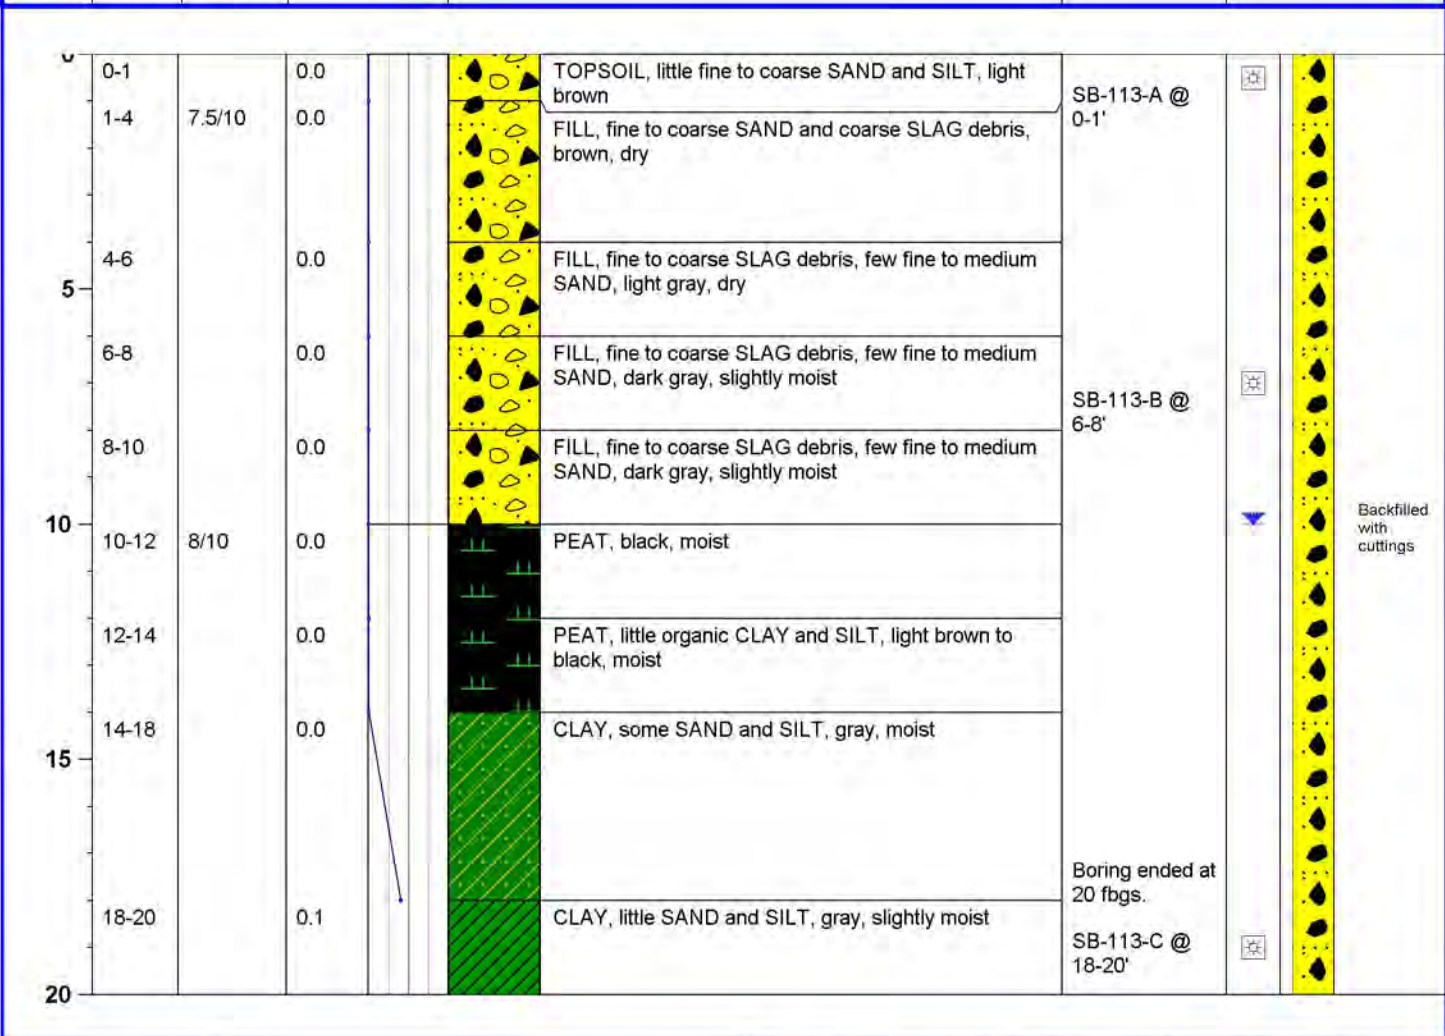 0
0-1
0.0
TOPSOIL, little fine to coarse SAND and SILT, light
brown
SB-113-A @
0-1'
1-4
7.5/10
0.0
FILL, fine to coarse SAND and coarse SLAG debris,
brown, dry
4-6
0.0
FILL, fine to coarse SLAG debris, few fine to medium
SAND, light gray, dry
5
6-8
0.0
FILL, fine to coarse SLAG debris, few fine to medium
SAND, dark gray, slightly moist
SB-113-B @
6-8'
8-10
0.0
FILL, fine to coarse SLAG debris, few fine to medium
SAND, dark gray, slightly moist
10
10-12
8/10
0.0
PEAT, black, moist
Backfilled
with
cuttings
12-14
0.0
PEAT, little organic CLAY and SILT, light brown to
black, moist
14-18
0.0
CLAY, some SAND and SILT, gray, moist
15
Boring ended at
20 fbgs.
18-20
0.1
CLAY, little SAND and SILT, gray, slightly moist
SB-113-C @
18-20'
20